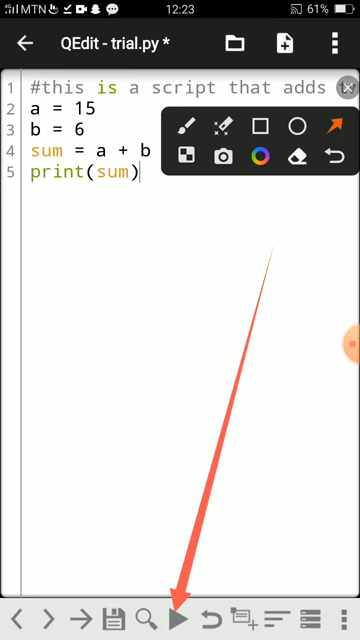 4G MTN 12:23 61%
QEdit - trial.py *
1 #this is a script that adds
2 a = 15
3 b = 6
4 sum = a + b
5 print(sum)